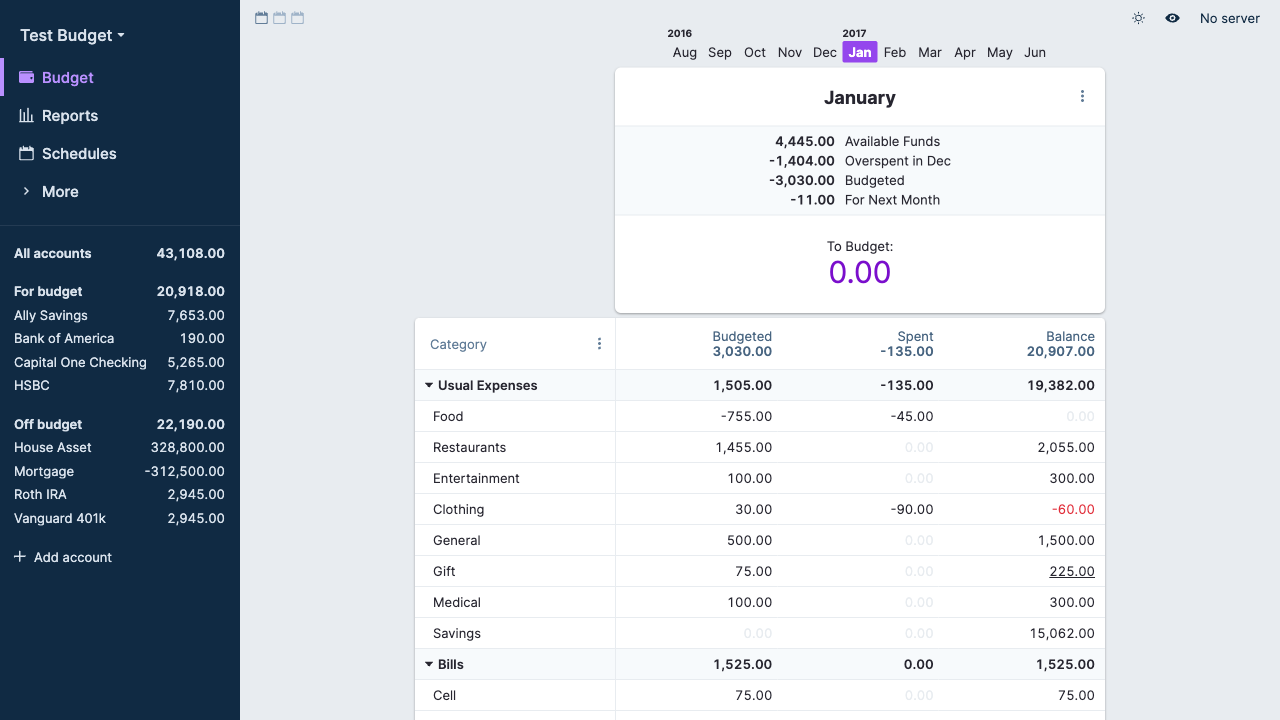 Test Budget
Budget
Reports
Schedules
More
All accounts 43,108.00
For budget 20,918.00
Ally Savings 7,653.00
Bank of America 190.00
Capital One Checking 5,265.00
HSBC 7,810.00
Off budget 22,190.00
House Asset 328,800.00
Mortgage -312,500.00
Roth IRA 2,945.00
Vanguard 401k 2,945.00
Add account
No server
2016 2017
Aug Sep Oct Nov Dec Jan Feb Mar Apr May Jun
January
4,445.00 Available Funds
-1,404.00 Overspent in Dec
-3,030.00 Budgeted
-11.00 For Next Month
To Budget:
0.00
Category Budgeted Spent Balance
3,030.00 -135.00 20,907.00
Usual Expenses 1,505.00 -135.00 19,382.00
Food -755.00 -45.00 0.00
Restaurants 1,455.00 0.00 2,055.00
Entertainment 100.00 0.00 300.00
Clothing 30.00 -90.00 -60.00
General 500.00 0.00 1,500.00
Gift 75.00 0.00 225.00
Medical 100.00 0.00 300.00
Savings 0.00 0.00 15,062.00
Bills 1,525.00 0.00 1,525.00
Cell 75.00 0.00 75.00